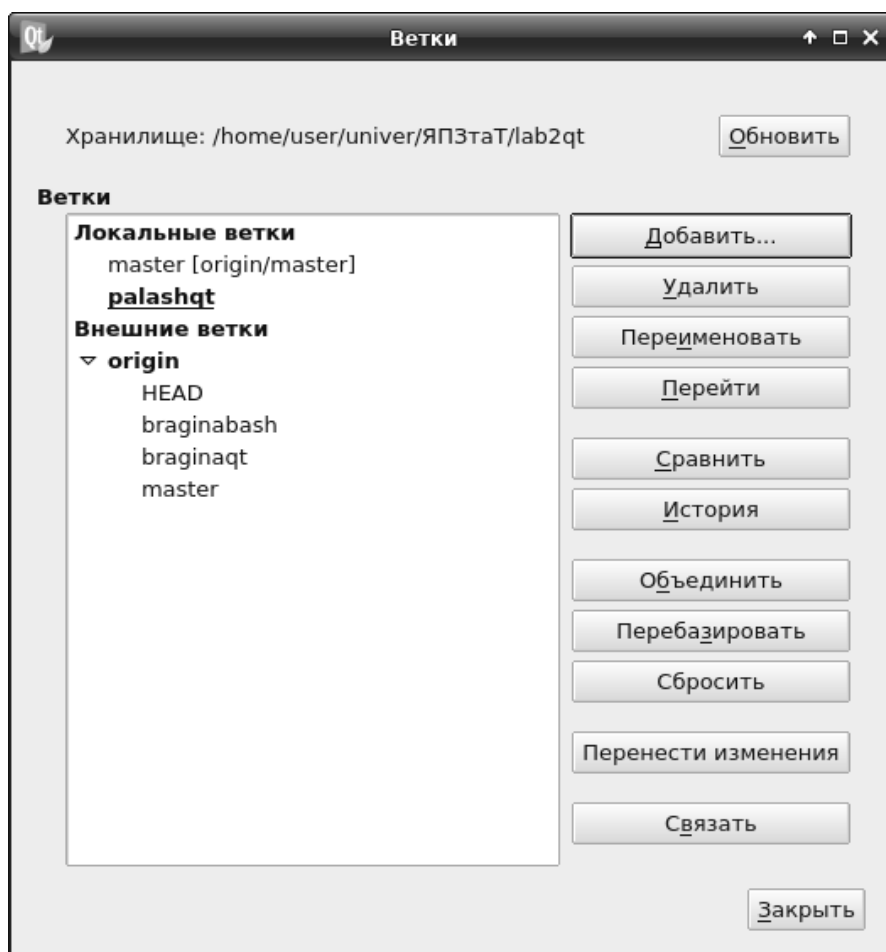 Qt
Ветки
Хранилище: /home/user/univer/ЯПЗтаТ/lab2qt
Обновить
Ветки
Локальные ветки
master [origin/master]
palashqt
Внешние ветки
origin
HEAD
braginabash
braginaqt
master
Добавить...
Удалить
Переименовать
Перейти
Сравнить
История
Объединить
Перебазировать
Сбросить
Перенести изменения
Связать
Закрыть